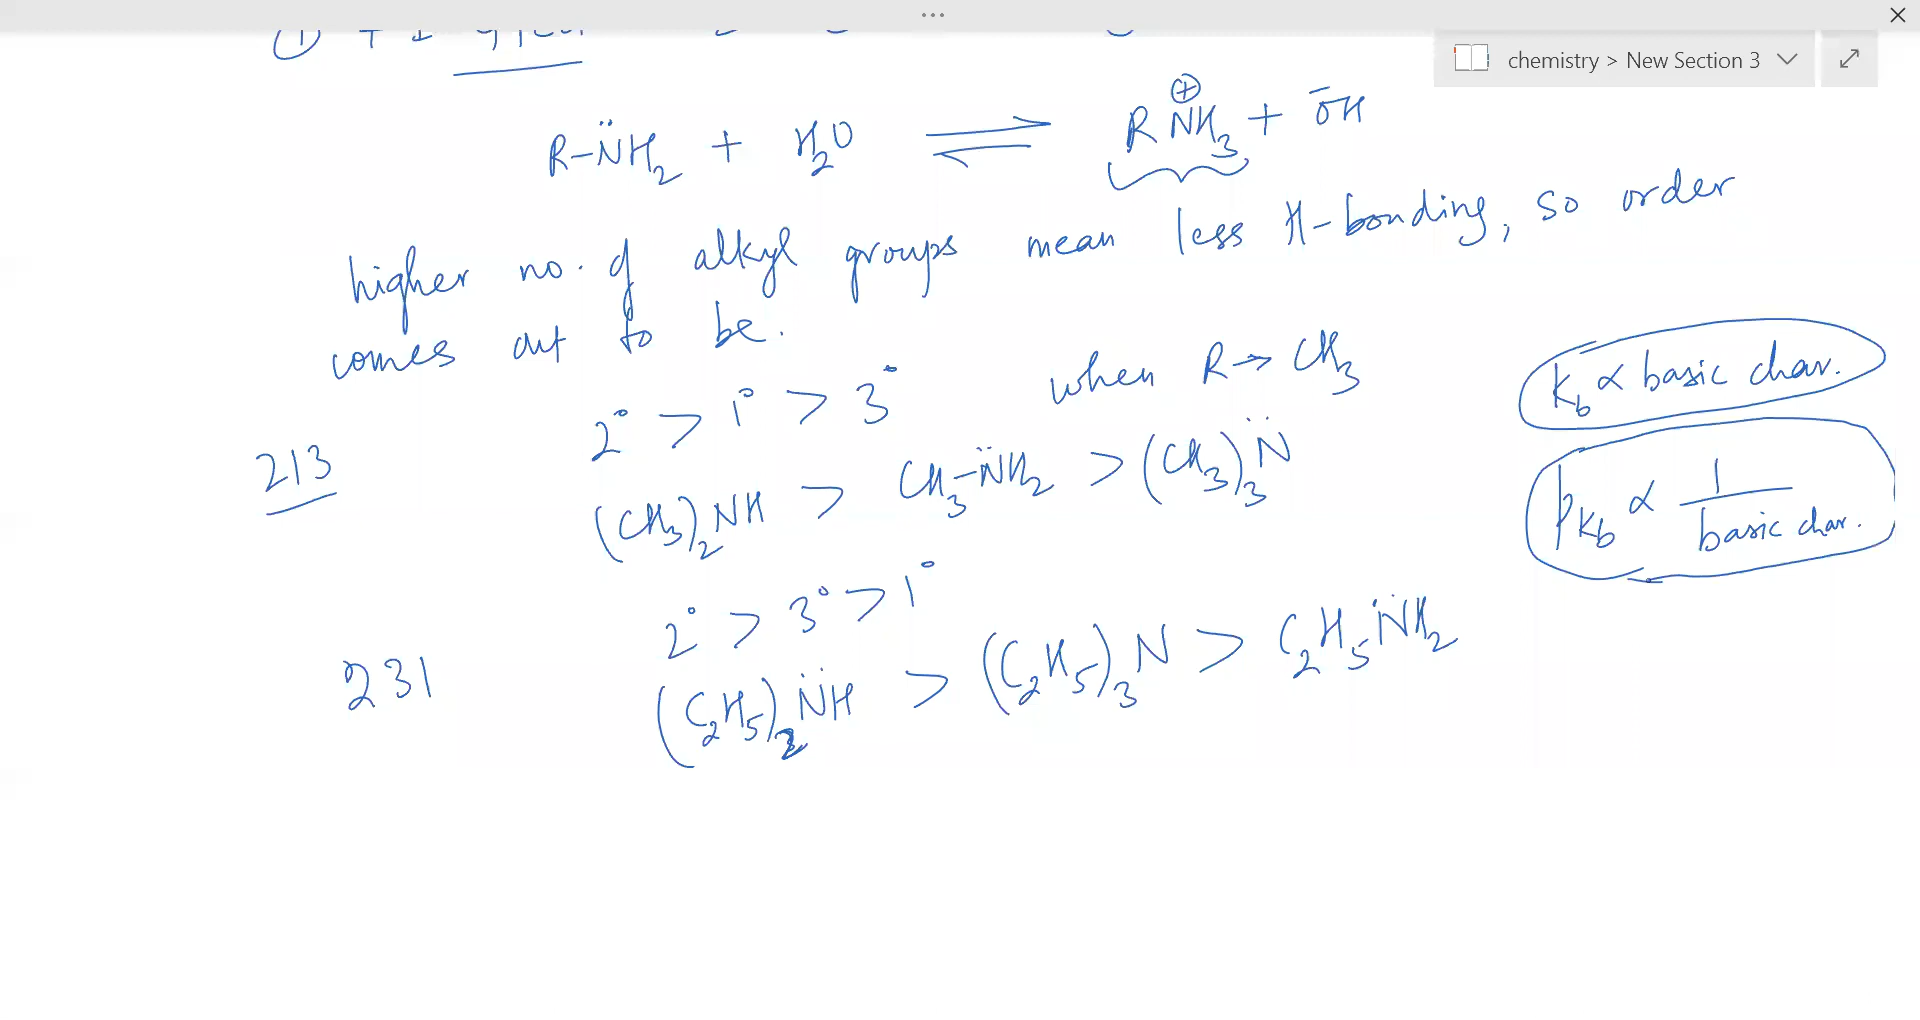 chemistry > New Section 3
R-N̈H₂ + H₂O ⇌ RN⊕H₃ + ŌH
higher no. of alkyl groups mean less H-bonding, so order
comes out to be.
2° > 1° > 3° when R → CH₃
213 (CH₃)₂NH > CH₃-N̈H₂ > (CH₃)₃N̈
2° > 3° > 1°
231 (C₂H₅)₂N̈H > (C₂H₅)₃N > C₂H₅N̈H₂
Kb ∝ basic char.
pKb ∝ 1 / basic char.